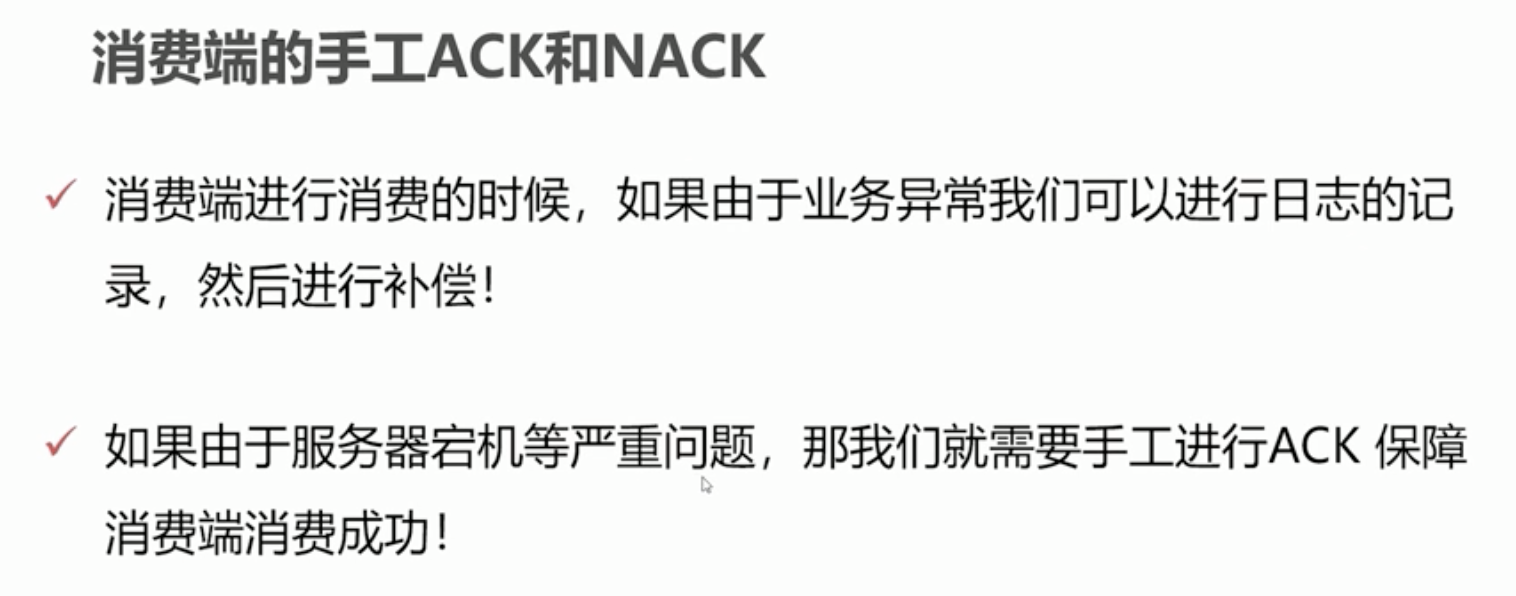 消费端的手工ACK和NACK
消费端进行消费的时候，如果由于业务异常我们可以进行日志的记
录，然后进行补偿！
如果由于服务器宕机等严重问题，那我们就需要手工进行ACK 保障
消费端消费成功！